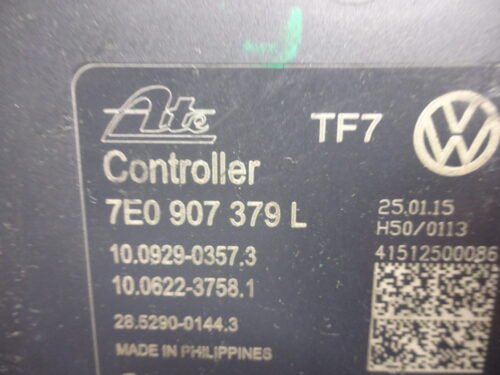 Ate
TF7
Controller
7E0 907 379 L
25.01.15
H50/0113
10.0929-0357.3
41512500086
10.0622-3758.1
28.5290-0144.3
MADE IN PHILIPPINES